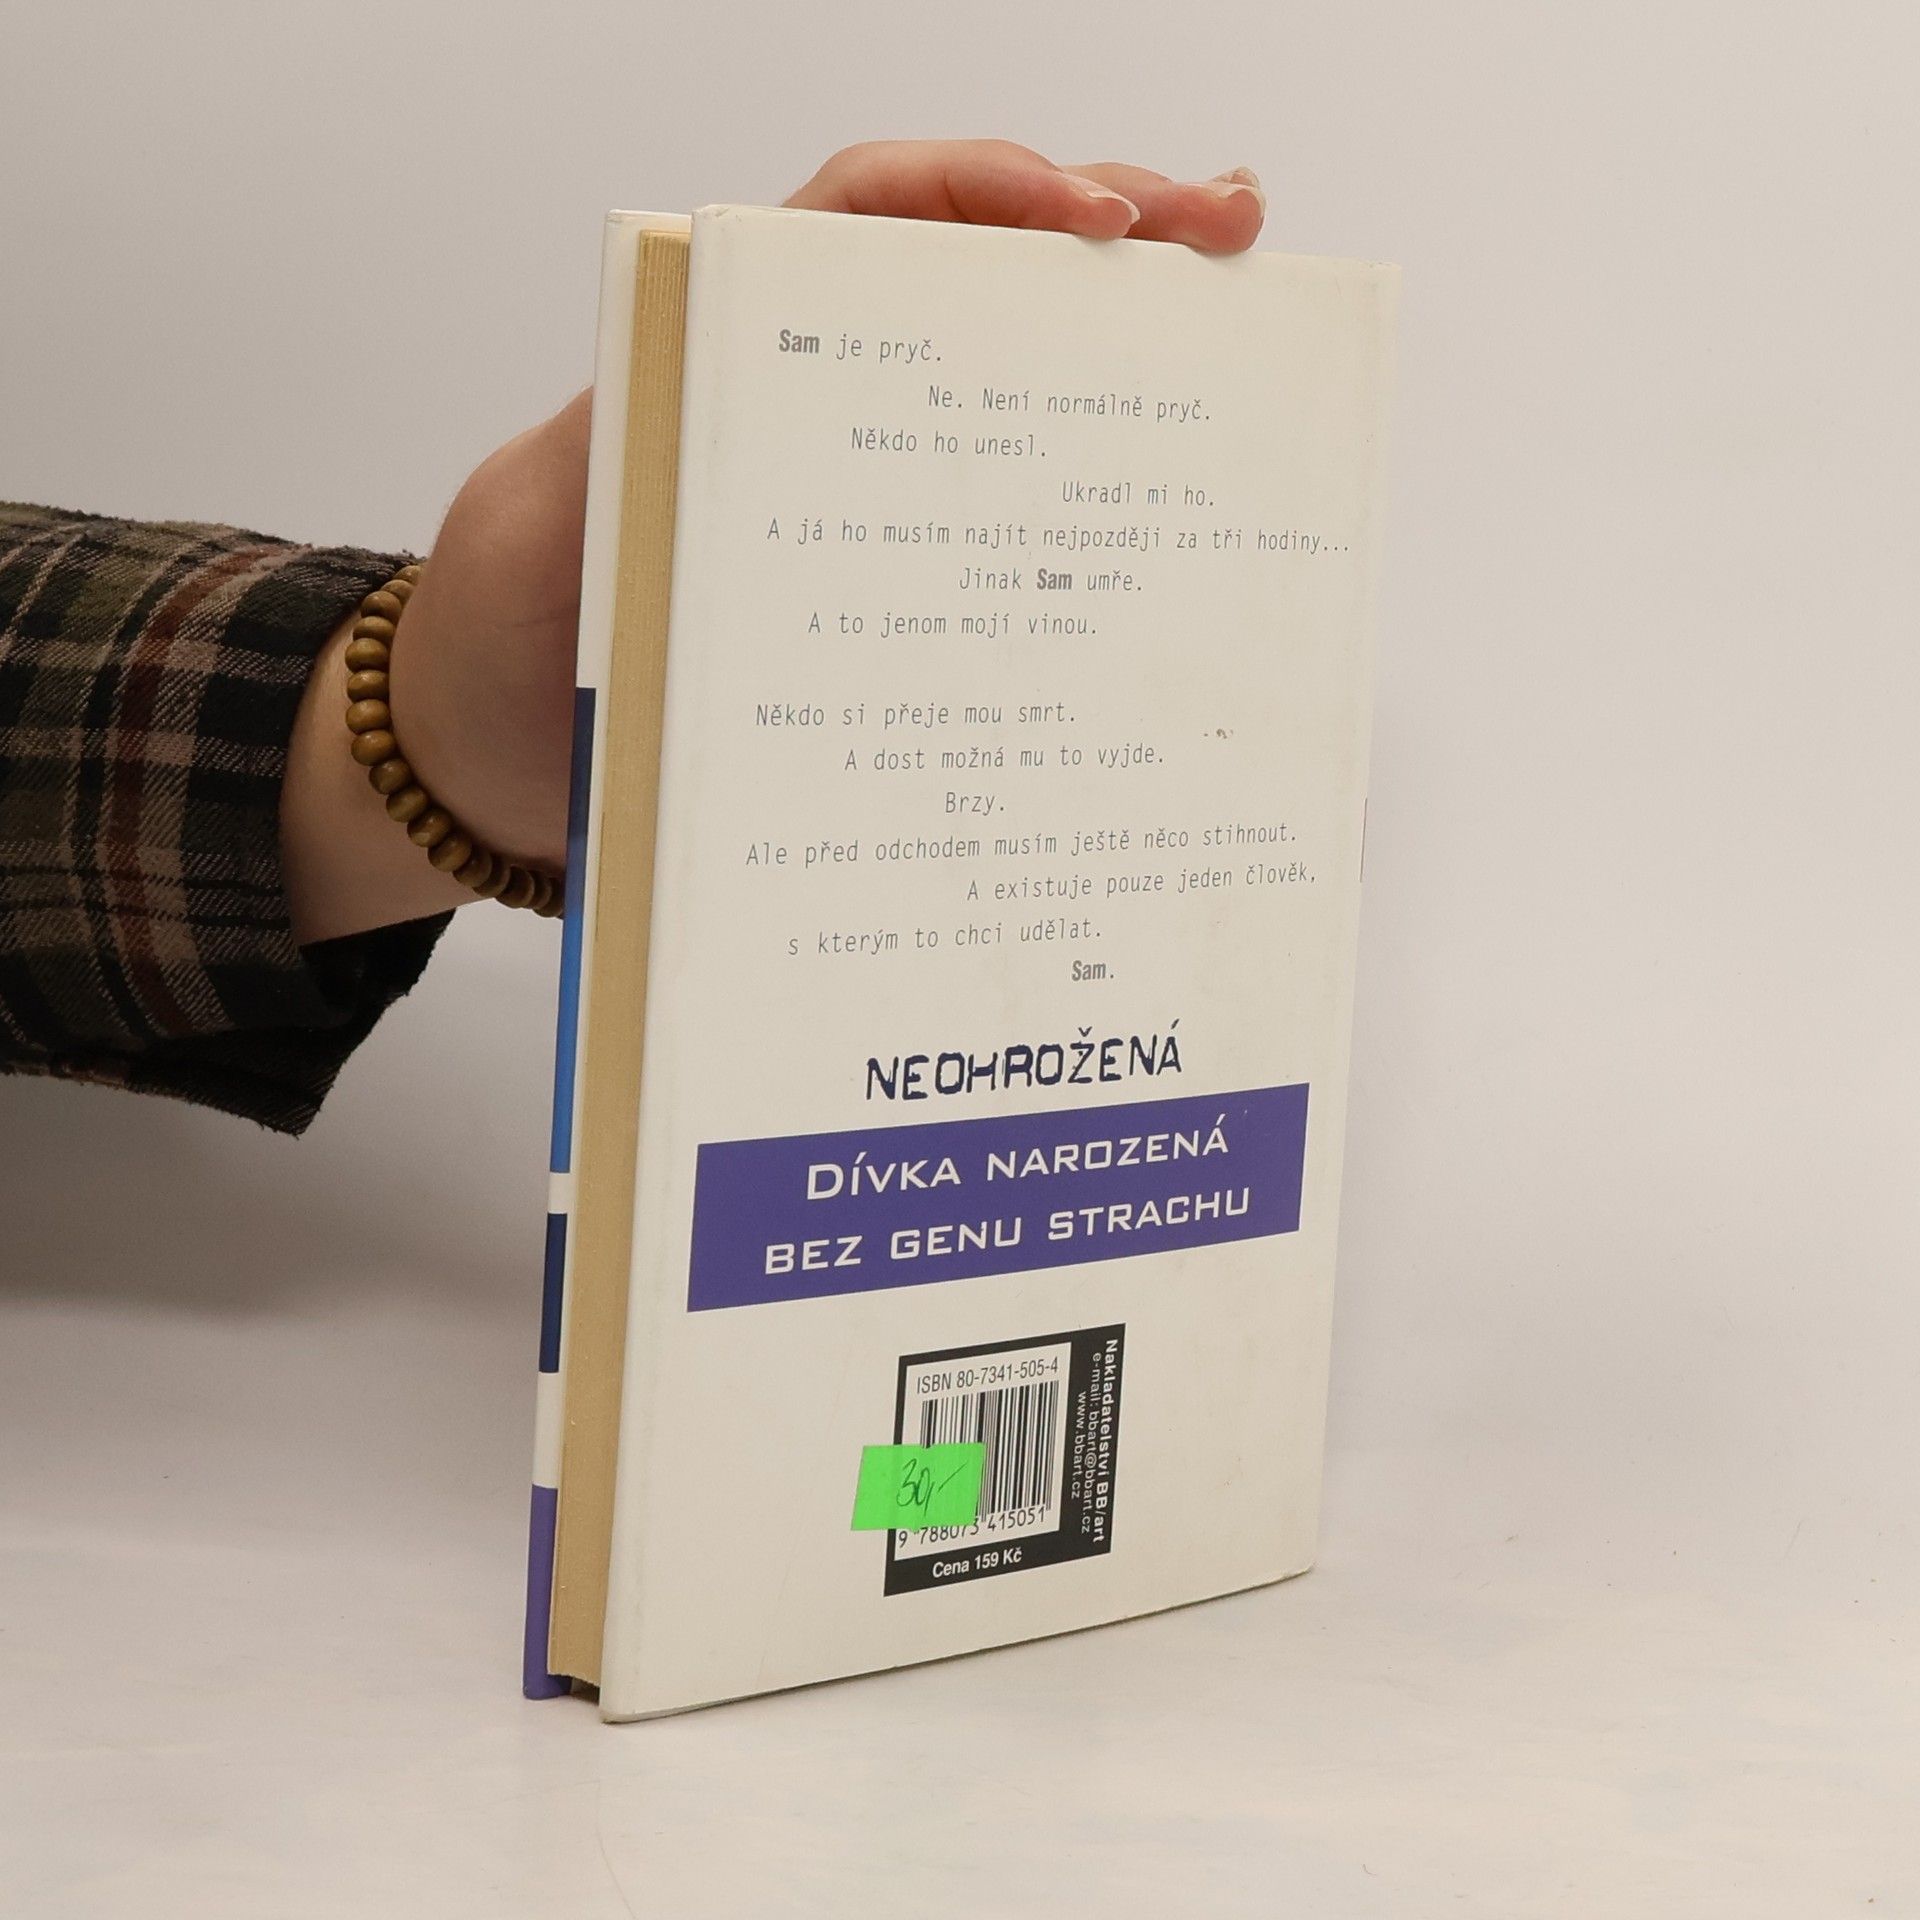 Sam je pryč.
Ne. Není normálně pryč.
Někdo ho unesl.
Ukradl mi ho.
A já ho musím najít nejpozději za tři hodiny...
Jinak Sam umře.
A to jenom mojí vinou.
Někdo si přeje mou smrt.
A dost možná mu to vyjde.
Brzy.
Ale před odchodem musím ještě něco stihnout.
A existuje pouze jeden člověk,
s kterým to chci udělat.
Sam.
NEOHROŽENÁ
DÍVKA NAROZENÁ
BEZ GENU STRACHU
ISBN 80-7341-505-4
30,-
9 788073 415051
Cena 159 Kč
Nakladatelství BB/art
e-mail: bbart@bbart.cz
www.bbart.cz